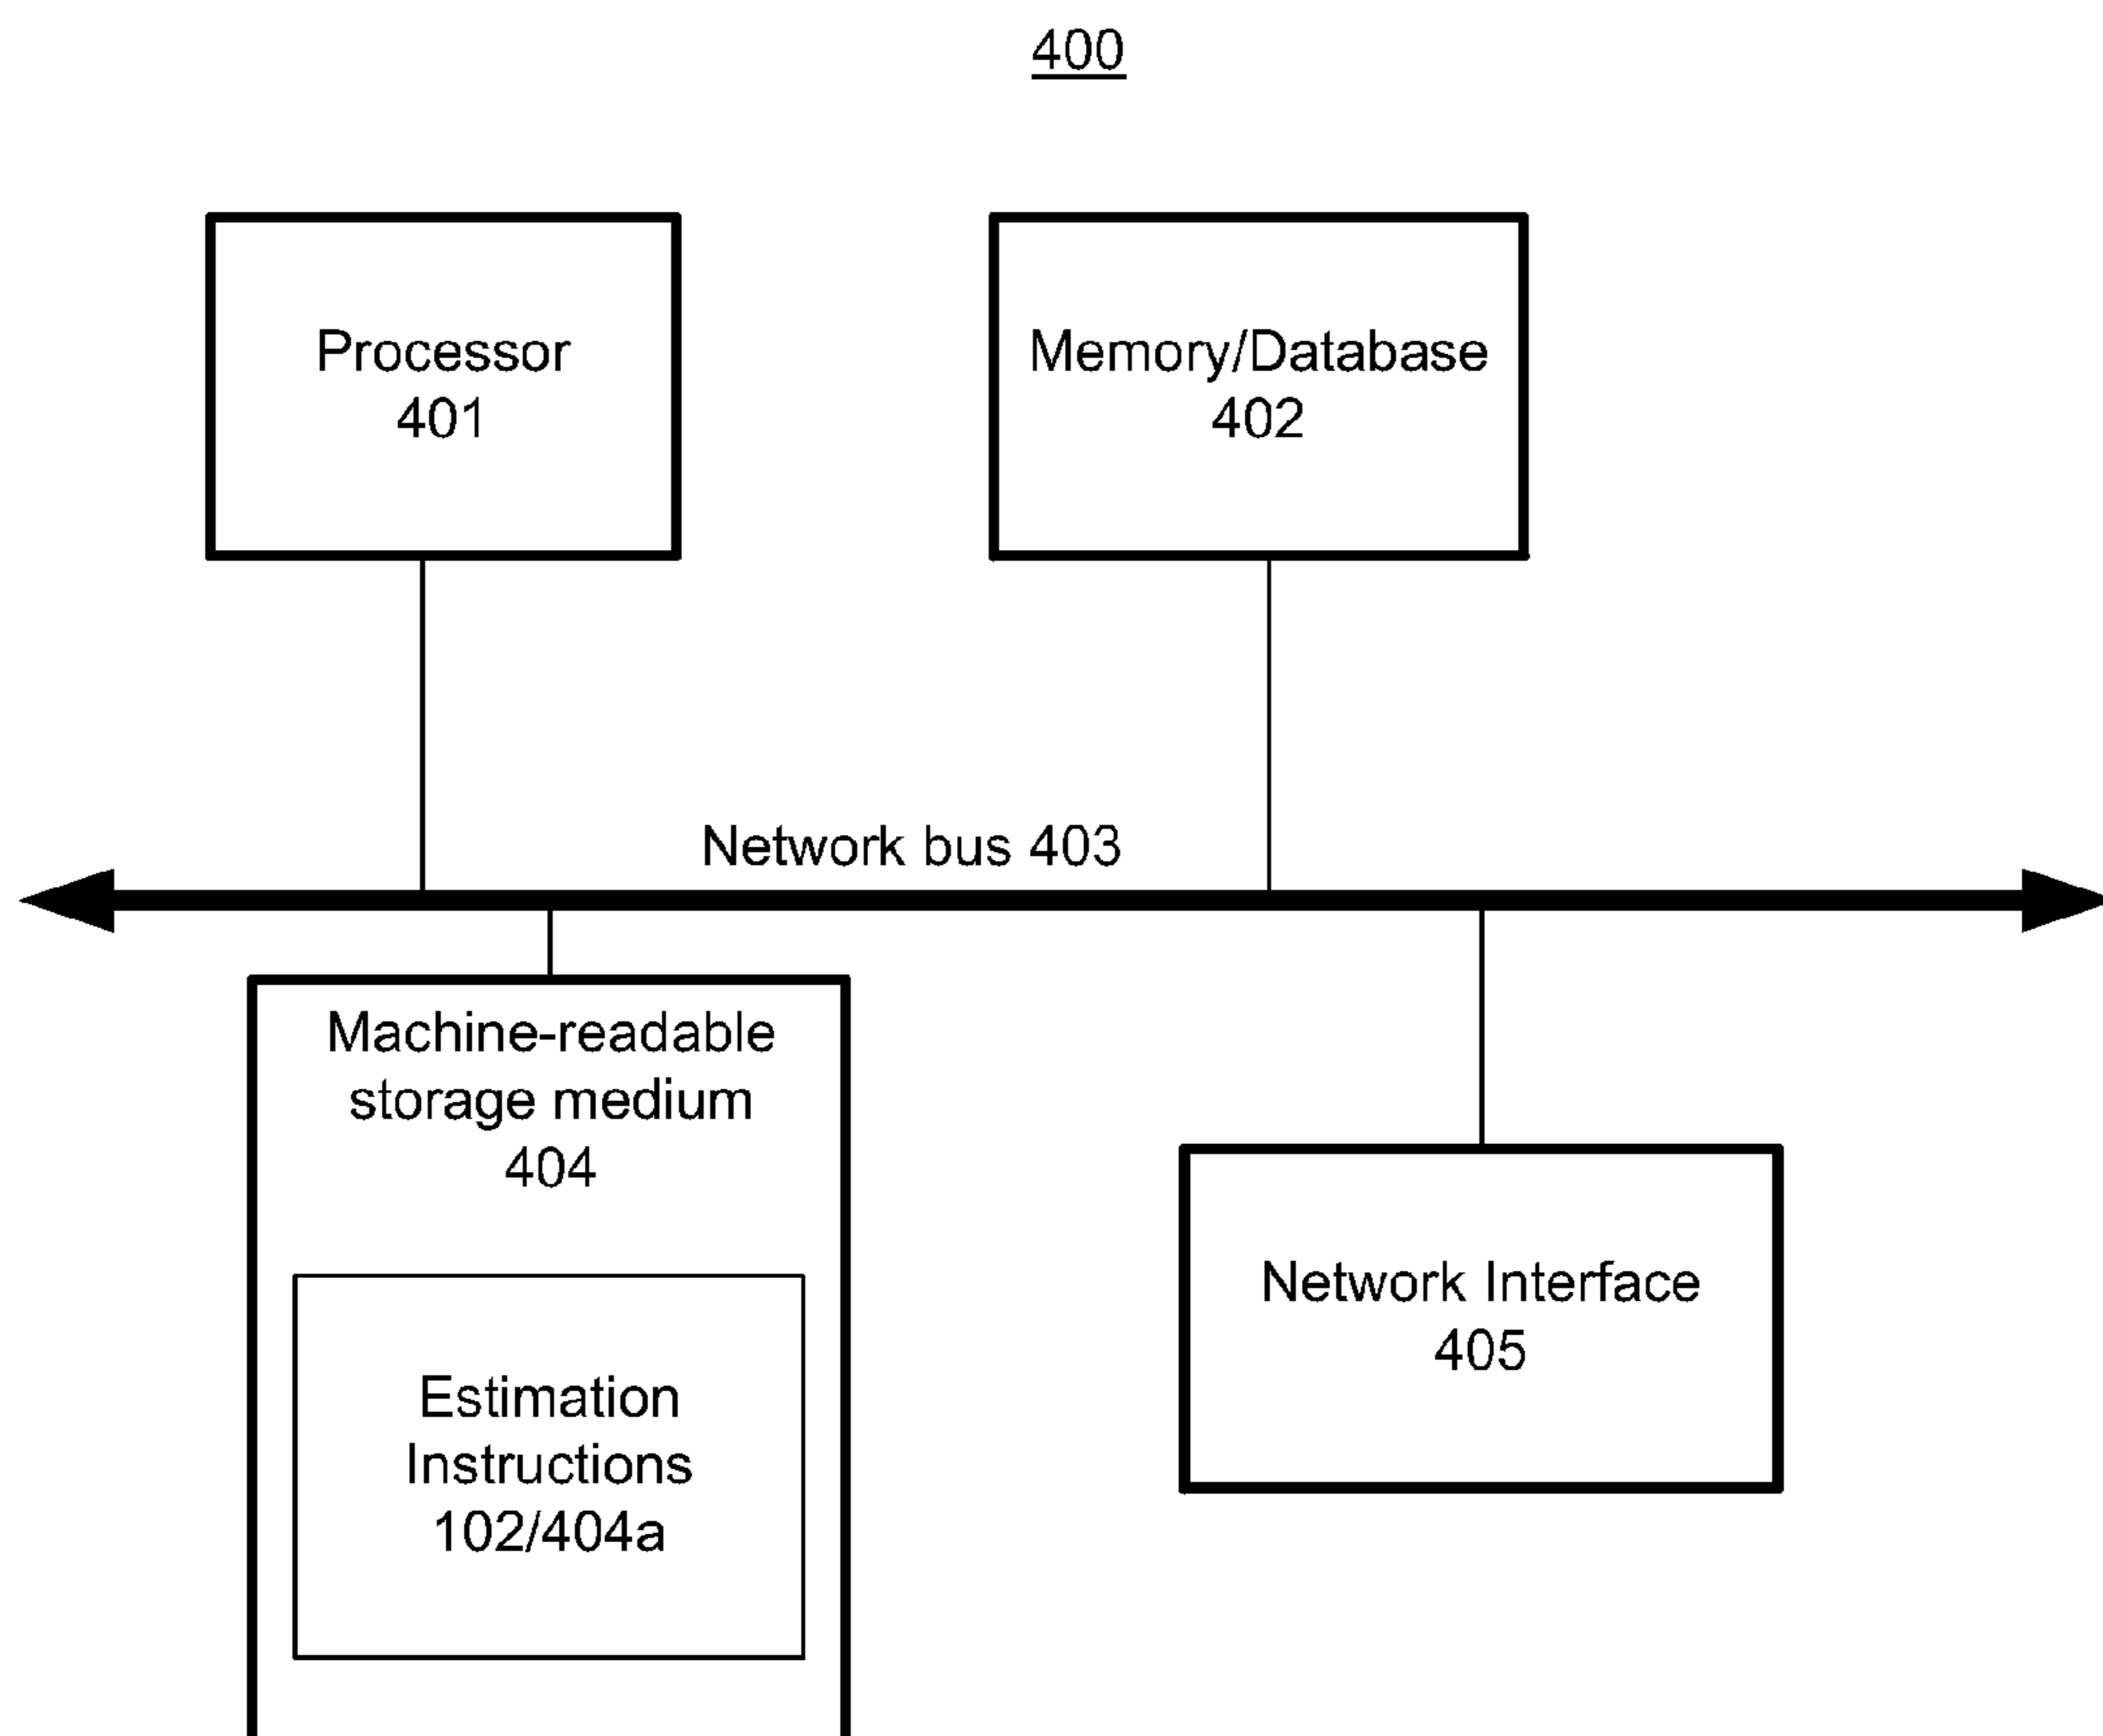 400
Processor
401
Memory/Database
402
Network bus 403
Machine-readable
storage medium
404
Estimation
Instructions
102/404a
Network Interface
405